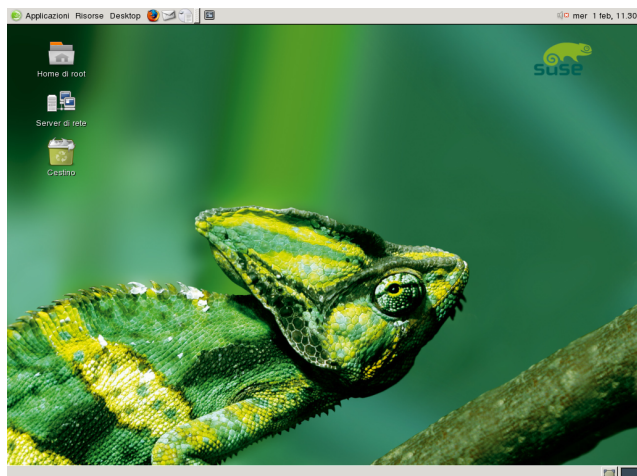 Applicazioni Risorse Desktop mer 1 feb, 11.30
suse
Home di root
Server di rete
Cestino